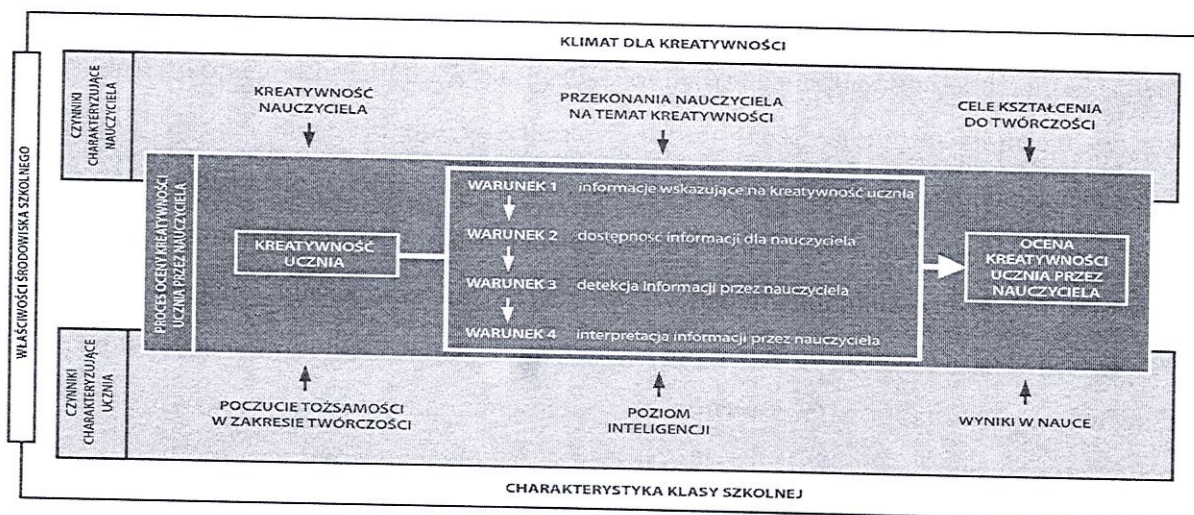 KLIMAT DLA KREATYWNOŚCI
WŁAŚCIWOŚCI ŚRODOWISKA SZKOLNEGO
CZYNNIKI
CHARAKTERYZUJĄCE
NAUCZYCIELA
KREATYWNOŚĆ
NAUCZYCIELA
PRZEKONANIA NAUCZYCIELA
NA TEMAT KREATYWNOŚCI
CELE KSZTAŁCENIA
DO TWÓRCZOŚCI
PROCES OCENY KREATYWNOŚCI
UCZNIA PRZEZ NAUCZYCIELA
KREATYWNOŚĆ
UCZNIA
WARUNEK 1 informacje wskazujące na kreatywność ucznia
WARUNEK 2 dostępność informacji dla nauczyciela
WARUNEK 3 detekcja informacji przez nauczyciela
WARUNEK 4 interpretacja informacji przez nauczyciela
OCENA
KREATYWNOŚCI
UCZNIA PRZEZ
NAUCZYCIELA
CZYNNIKI
CHARAKTERYZUJĄCE
UCZNIA
POCZUCIE TOŻSAMOŚCI
W ZAKRESIE TWÓRCZOŚCI
POZIOM
INTELIGENCJI
WYNIKI W NAUCE
CHARAKTERYSTYKA KLASY SZKOLNEJ